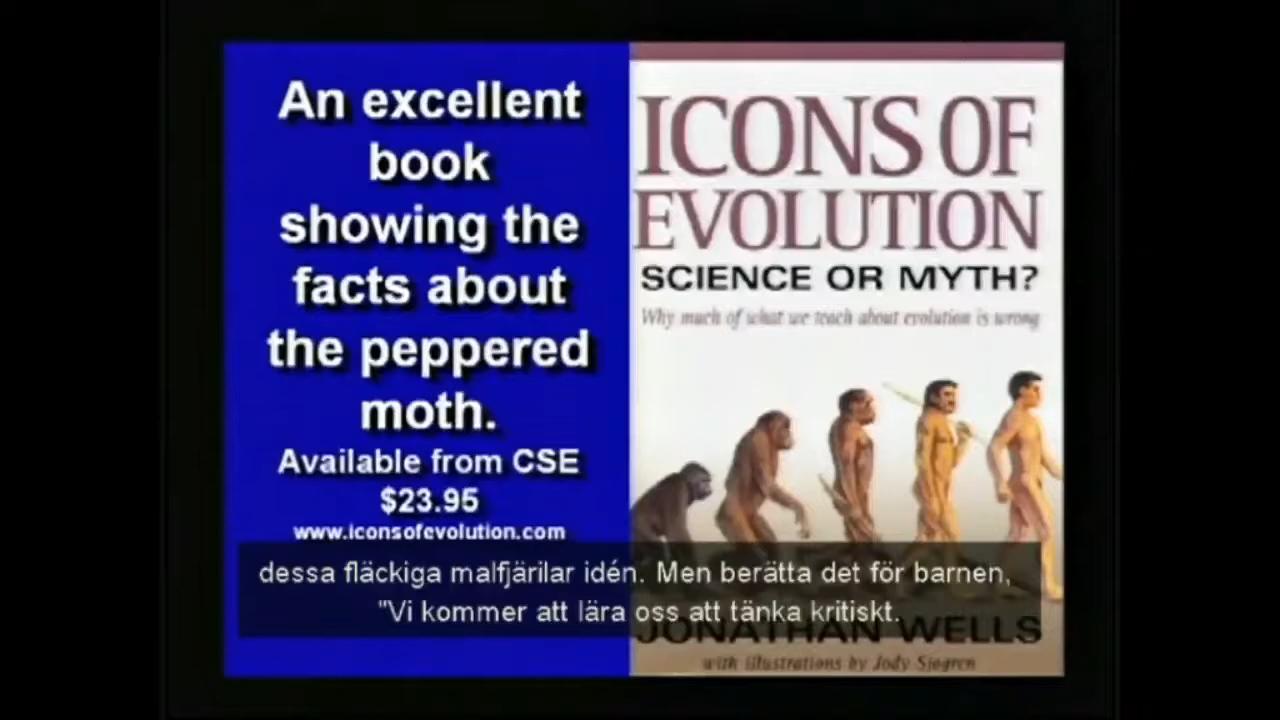 An excellent
book
showing the
facts about
the peppered
moth.
Available from CSE
$23.95
www.iconsofevolution.com
ICONS OF
EVOLUTION
SCIENCE OR MYTH?
Why much of what we teach about evolution is wrong
dessa fläckiga malfjärilar idén. Men berätta det för barnen,
"Vi kommer att lära oss att tänka kritiskt.
JONATHAN WELLS
with illustrations by Jody Sjogren